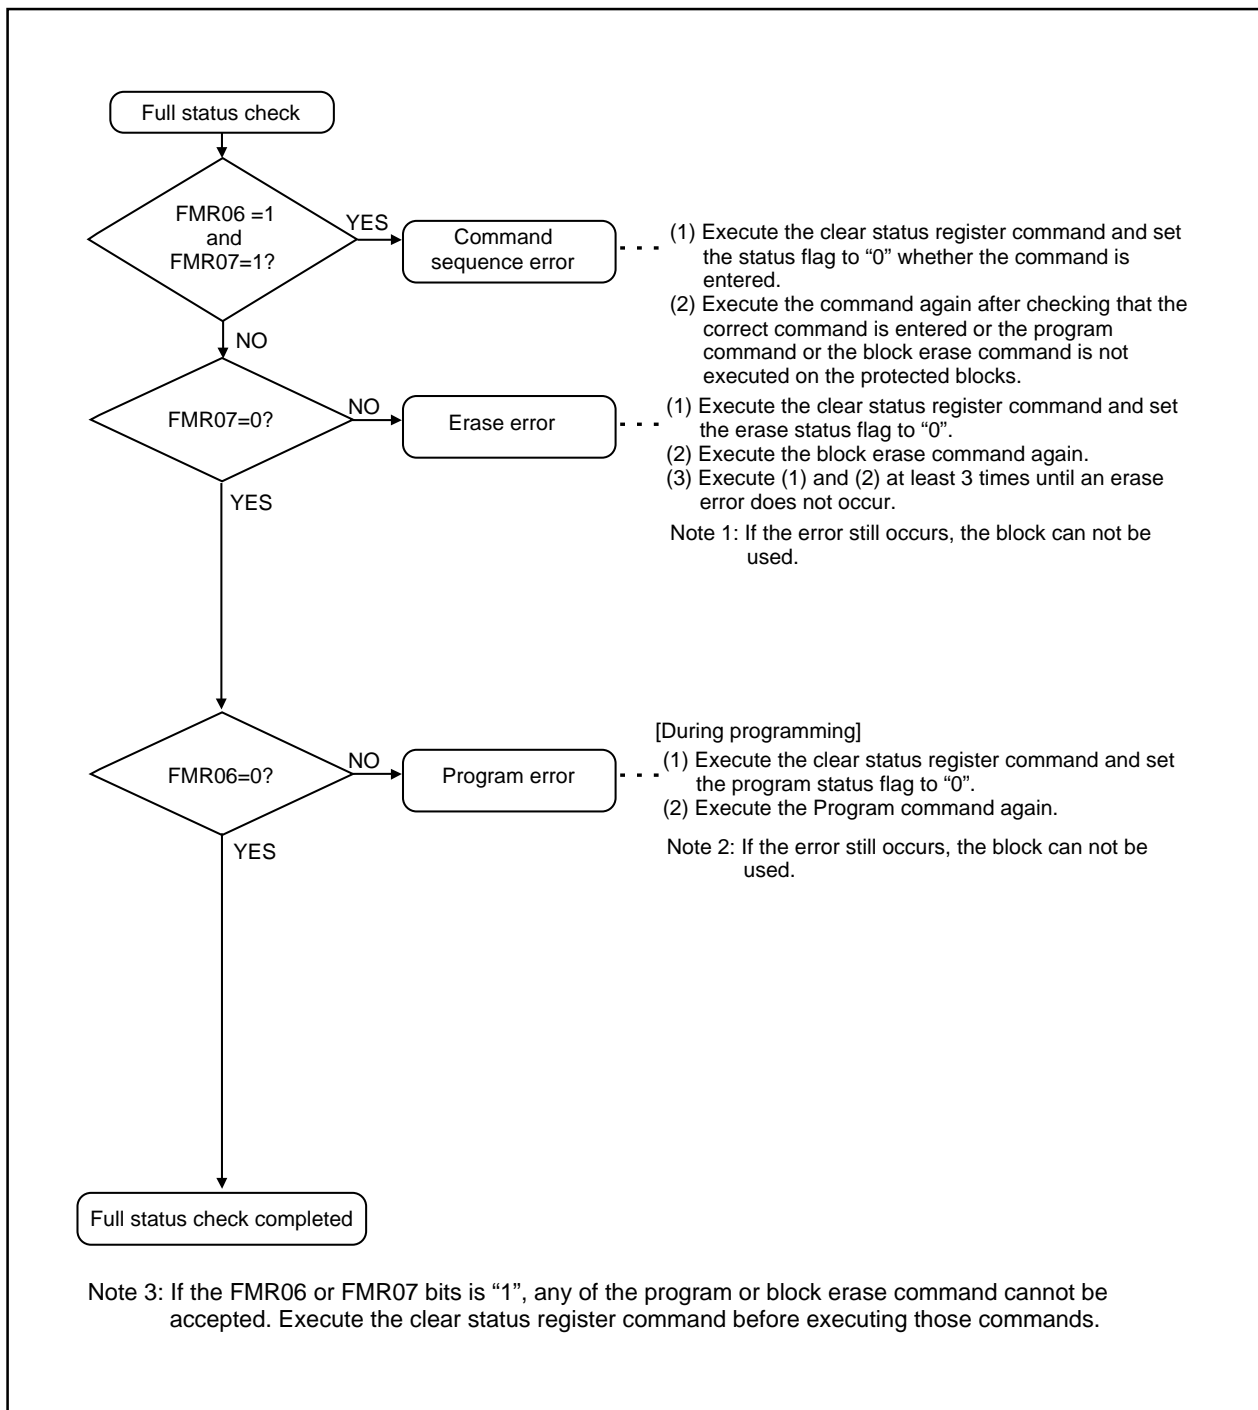 Full status check
FMR06 =1
and
FMR07=1?
YES
Command
sequence error
(1) Execute the clear status register command and set
the status flag to “0” whether the command is
entered.
(2) Execute the command again after checking that the
correct command is entered or the program
command or the block erase command is not
executed on the protected blocks.
NO
FMR07=0?
NO
Erase error
(1) Execute the clear status register command and set
the erase status flag to “0”.
(2) Execute the block erase command again.
(3) Execute (1) and (2) at least 3 times until an erase
error does not occur.
Note 1: If the error still occurs, the block can not be
used.
YES
FMR06=0?
NO
Program error
[During programming]
(1) Execute the clear status register command and set
the program status flag to “0”.
(2) Execute the Program command again.
Note 2: If the error still occurs, the block can not be
used.
YES
Full status check completed
Note 3: If the FMR06 or FMR07 bits is “1”, any of the program or block erase command cannot be
accepted. Execute the clear status register command before executing those commands.